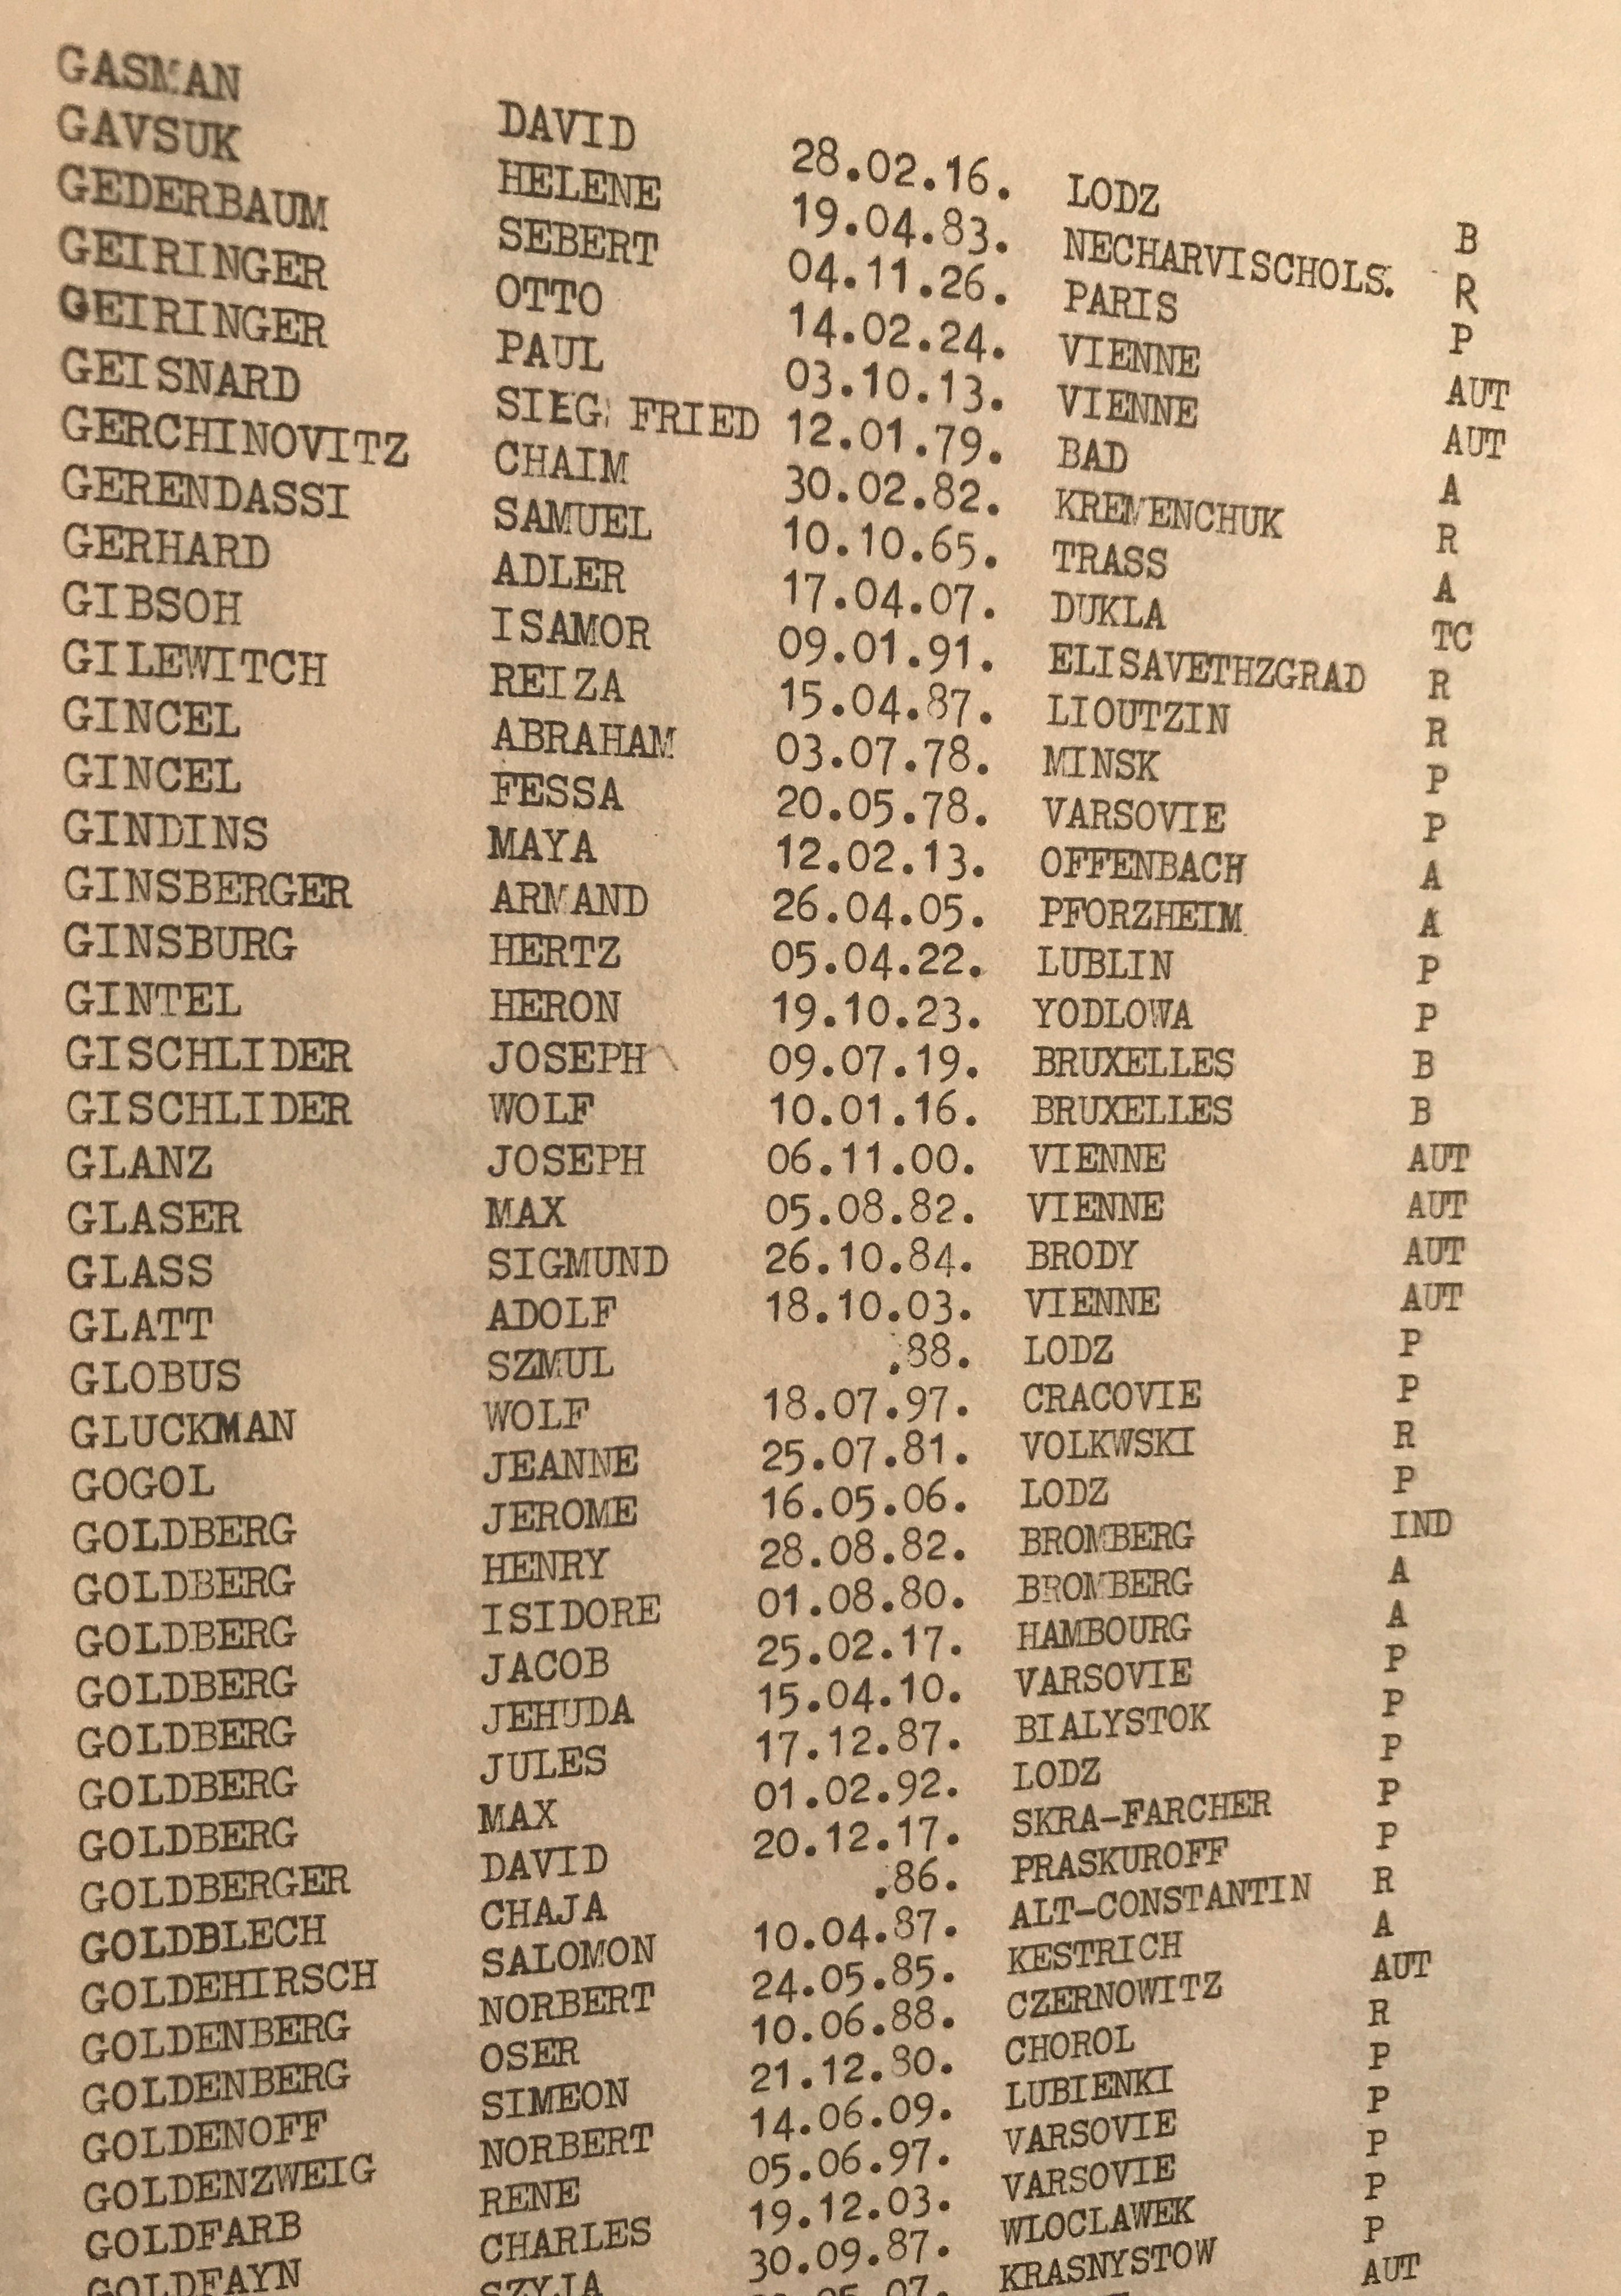 GASMAN DAVID 28.02.16. LODZ B
GAVSUK HELENE 19.04.83. NECHARVISCHOLS. R
GEDERBAUM SEBERT 04.11.26. PARIS P
GEIRINGER OTTO 14.02.24. VIENNE AUT
GEIRINGER PAUL 03.10.13. VIENNE AUT
GEISNARD SIEG FRIED 12.01.79. BAD A
GERCHINOVITZ CHAIM 30.02.82. KREMENCHUK R
GERENDASSI SAMUEL 10.10.65. TRASS A
GERHARD ADLER 17.04.07. DUKLA TC
GIBSOH ISAMOR 09.01.91. ELISAVETHZGRAD R
GILEWITCH REIZA 15.04.87. LIOUTZIN R
GINCEL ABRAHAM 03.07.78. MINSK P
GINCEL FESSA 20.05.78. VARSOVIE P
GINDINS MAYA 12.02.13. OFFENBACH A
GINSBERGER ARMAND 26.04.05. PFORZHEIM A
GINSBURG HERTZ 05.04.22. LUBLIN P
GINTEL HERON 19.10.23. YODLOWA P
GISCHLIDER JOSEPH 09.07.19. BRUXELLES B
GISCHLIDER WOLF 10.01.16. BRUXELLES B
GLANZ JOSEPH 06.11.00. VIENNE AUT
GLASER MAX 05.08.82. VIENNE AUT
GLASS SIGMUND 26.10.84. BRODY AUT
GLATT ADOLF 18.10.03. VIENNE AUT
GLOBUS SZMUL .88. LODZ P
GLUCKMAN WOLF 18.07.97. CRACOVIE P
GOGOL JEANNE 25.07.81. VOLKWSKI R
GOLDBERG JEROME 16.05.06. LODZ P
GOLDBERG HENRY 28.08.82. BROMBERG IND
GOLDBERG ISIDORE 01.08.80. BROMBERG A
GOLDBERG JACOB 25.02.17. HAMBOURG A
GOLDBERG JEHUDA 15.04.10. VARSOVIE P
GOLDBERG JULES 17.12.87. BIALYSTOK P
GOLDBERG MAX 01.02.92. LODZ P
GOLDBERGER DAVID 20.12.17. SKRA-FARCHER P
GOLDBLECH CHAJA .86. PRASKUROFF P
GOLDEHIRSCH SALOMON 10.04.87. ALT-CONSTANTIN R
GOLDENBERG NORBERT 24.05.85. KESTRICH A
GOLDENBERG OSER 10.06.88. CZERNOWITZ AUT
GOLDENOFF SIMEON 21.12.80. CHOROL R
GOLDENZWEIG NORBERT 14.06.09. LUBIENKI P
GOLDFARB RENE 05.06.97. VARSOVIE P
GOLDFAYN CHARLES 19.12.03. VARSOVIE P
SZYJA 30.09.87. WLOCLAWEK P
05.07. KRASNYSTOW P
AUT